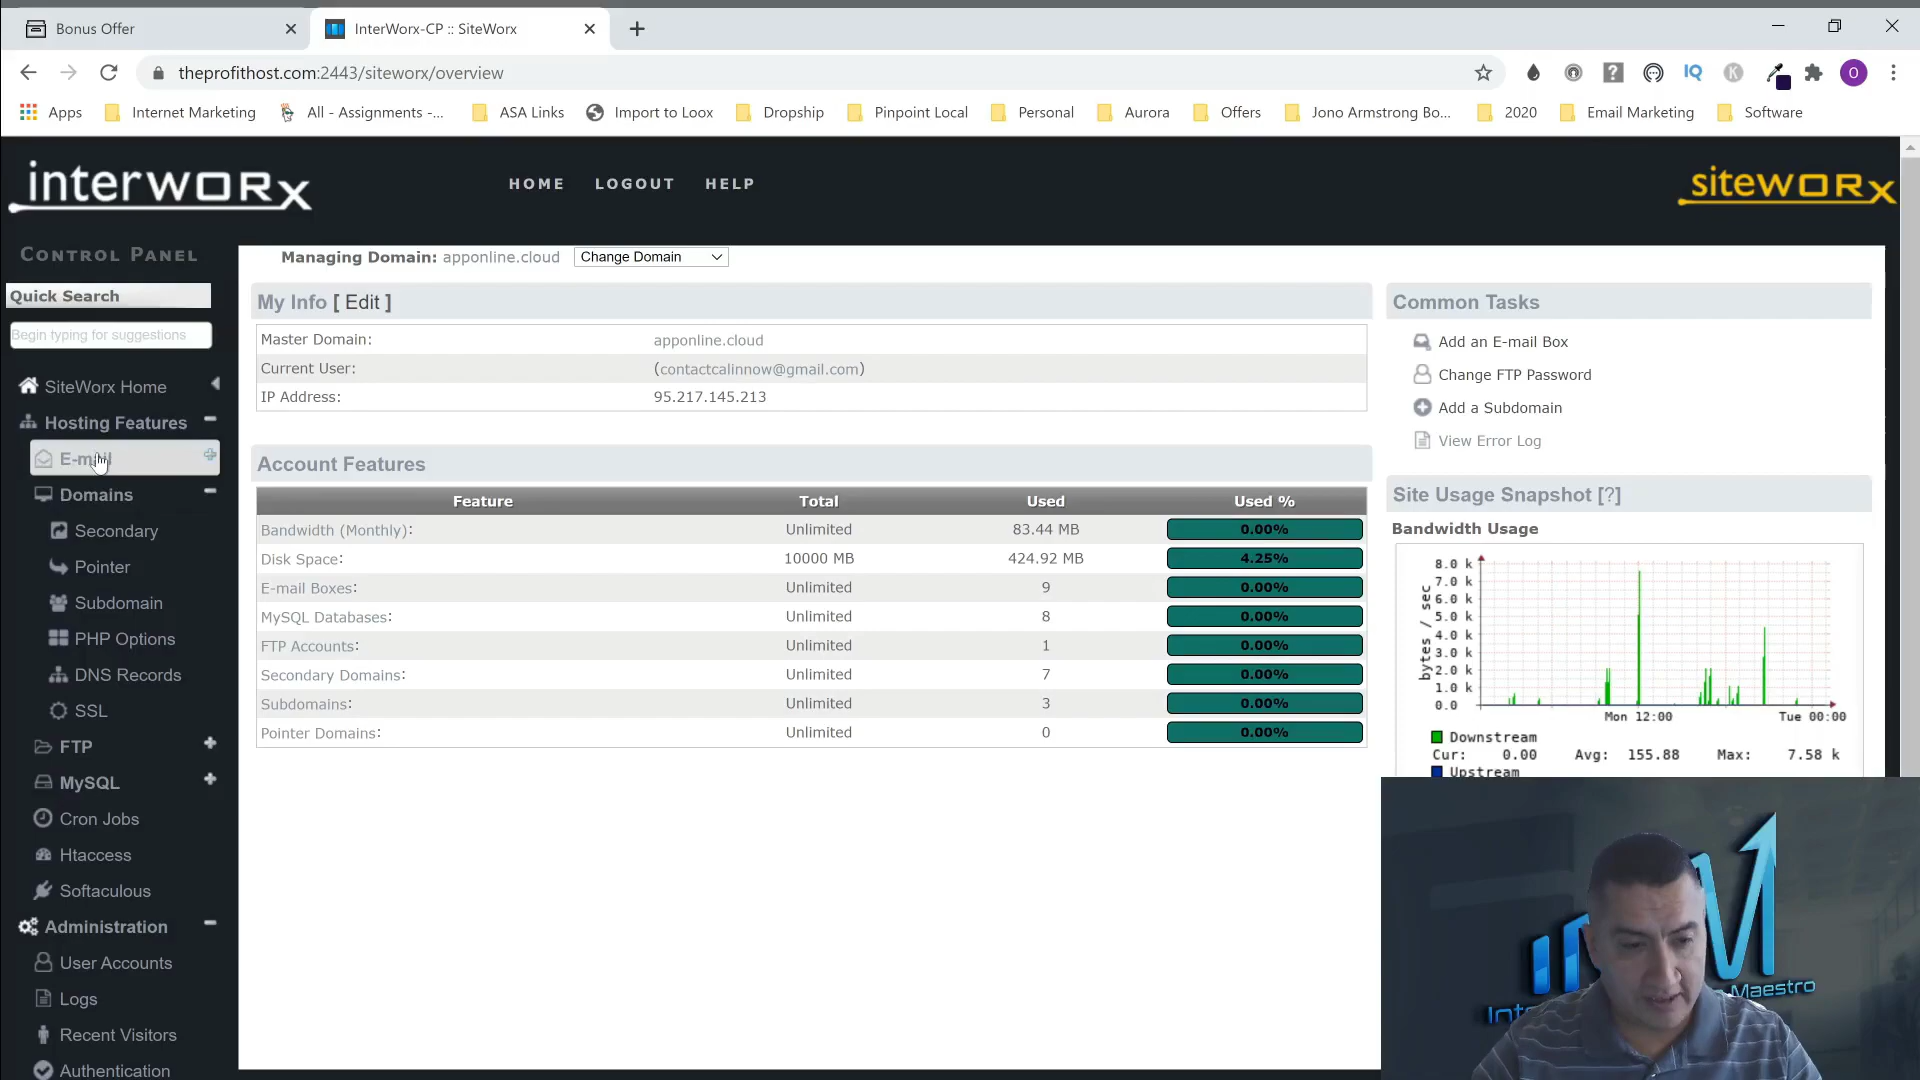 Bonus Offer
InterWorx-CP :: SiteWorx
theprofithost.com:2443/siteworx/overview
O
Apps
Internet Marketing
All - Assignments -...
ASA Links
Import to Loox
Dropship
Pinpoint Local
Personal
Aurora
Offers
Jono Armstrong Bo...
2020
Email Marketing
Software
interworx
HOME LOGOUT HELP
siteworx
CONTROL PANEL
Quick Search
Begin typing for suggestions
SiteWorx Home
Hosting Features
E-mail
Domains
Secondary
Pointer
Subdomain
PHP Options
DNS Records
SSL
FTP
MySQL
Cron Jobs
Htaccess
Softaculous
Administration
User Accounts
Logs
Recent Visitors
Authentication
Managing Domain: apponline.cloud Change Domain
My Info [ Edit ]
Master Domain: apponline.cloud
Current User: (contactcalinnow@gmail.com)
IP Address: 95.217.145.213
Account Features
Feature Total Used Used %
Bandwidth (Monthly): Unlimited 83.44 MB 0.00%
Disk Space: 10000 MB 424.92 MB 4.25%
E-mail Boxes: Unlimited 9 0.00%
MySQL Databases: Unlimited 8 0.00%
FTP Accounts: Unlimited 1 0.00%
Secondary Domains: Unlimited 7 0.00%
Subdomains: Unlimited 3 0.00%
Pointer Domains: Unlimited 0 0.00%
Common Tasks
Add an E-mail Box
Change FTP Password
Add a Subdomain
View Error Log
Site Usage Snapshot [?]
Bandwidth Usage
bytes / sec
8.0 k
7.0 k
6.0 k
5.0 k
4.0 k
3.0 k
2.0 k
1.0 k
0.0
Mon 12:00 Tue 00:00
Downstream
Cur: 0.00 Avg: 155.88 Max: 7.58 k
Upstream
Maestro